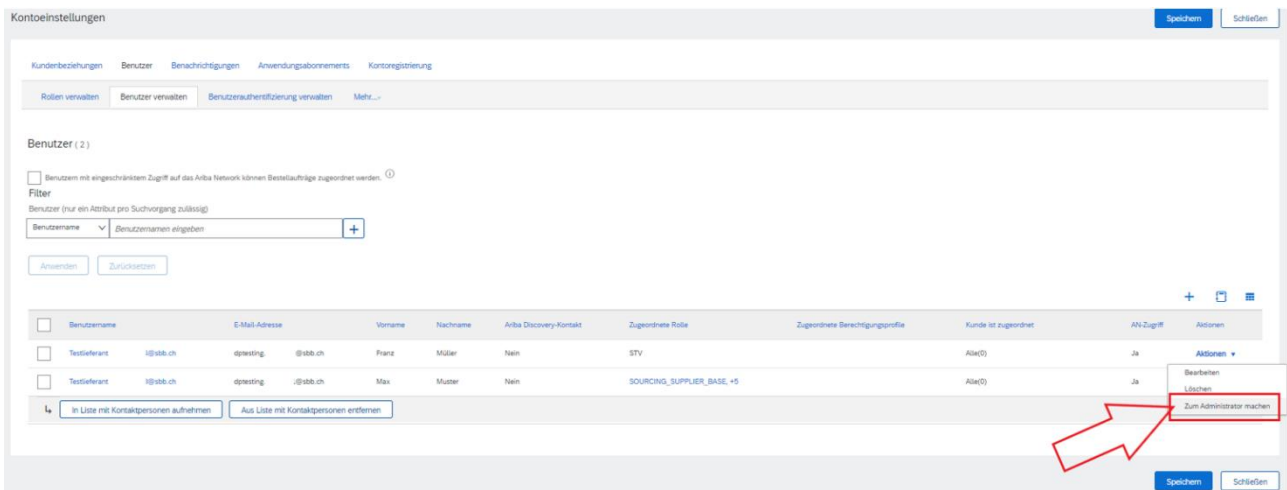 Kontoeinstellungen
Speichern Schließen
Kundenbeziehungen Benutzer Benachrichtigungen Anwendungsabonnements Kontoregistrierung
Rollen verwalten Benutzer verwalten Benutzerauthentifizierung verwalten Mehr...
Benutzer ( 2 )
Benutzern mit eingeschränktem Zugriff auf das Ariba Network können Bestellaufträge zugeordnet werden.
Filter
Benutzer (nur ein Attribut pro Suchvorgang zulässig)
Benutzername Benutzernamen eingeben +
Anwenden Zurücksetzen
Benutzername E-Mail-Adresse Vorname Nachname Ariba Discovery-Kontakt Zugeordnete Rolle Zugeordnete Berechtigungsprofile Kunde ist zugeordnet AN-Zugriff Aktionen
Testlieferant @sbb.ch dptesting. @sbb.ch Franz Müller Nein STV Alle(0) Ja Aktionen
Testlieferant @sbb.ch dptesting. @sbb.ch Max Muster Nein SOURCING_SUPPLIER_BASE, +5 Alle(0) Ja
Bearbeiten
Löschen
Zum Administrator machen
In Liste mit Kontaktpersonen aufnehmen Aus Liste mit Kontaktpersonen entfernen
Speichern Schließen